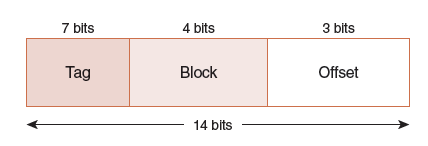 7 bits 4 bits 3 bits
Tag Block Offset
14 bits